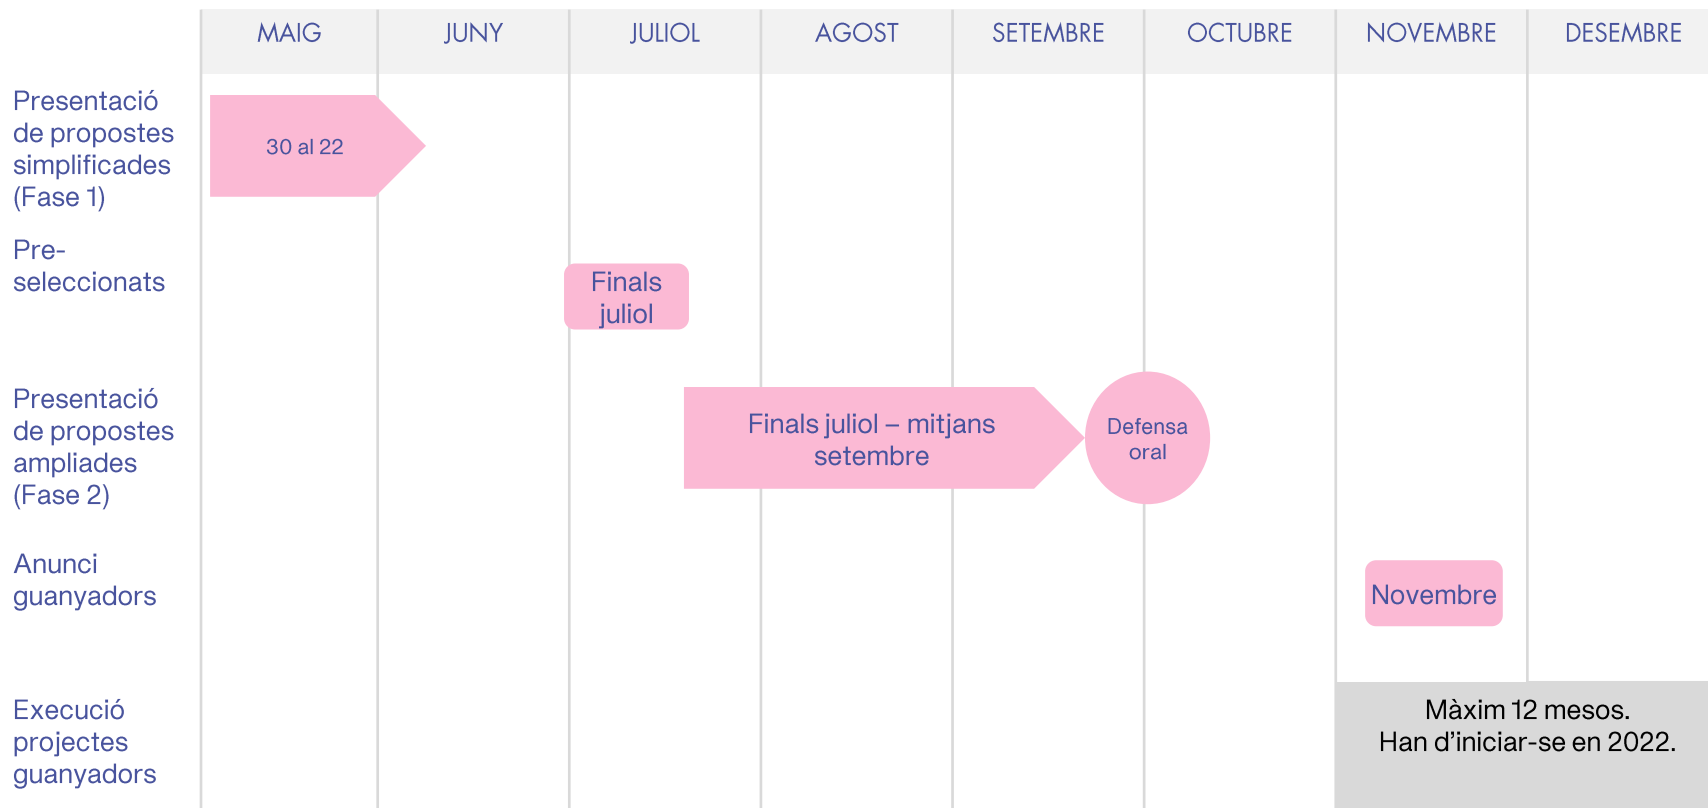 MAIG JUNY JULIOL AGOST SETEMBRE OCTUBRE NOVEMBRE DESEMBRE
Presentació
de propostes
simplificades
(Fase 1)
30 al 22
Pre-
seleccionats
Finals
juliol
Presentació
de propostes
ampliades
(Fase 2)
Finals juliol – mitjans
setembre
Defensa
oral
Anunci
guanyadors
Novembre
Execució
projectes
guanyadors
Màxim 12 mesos.
Han d’iniciar-se en 2022.